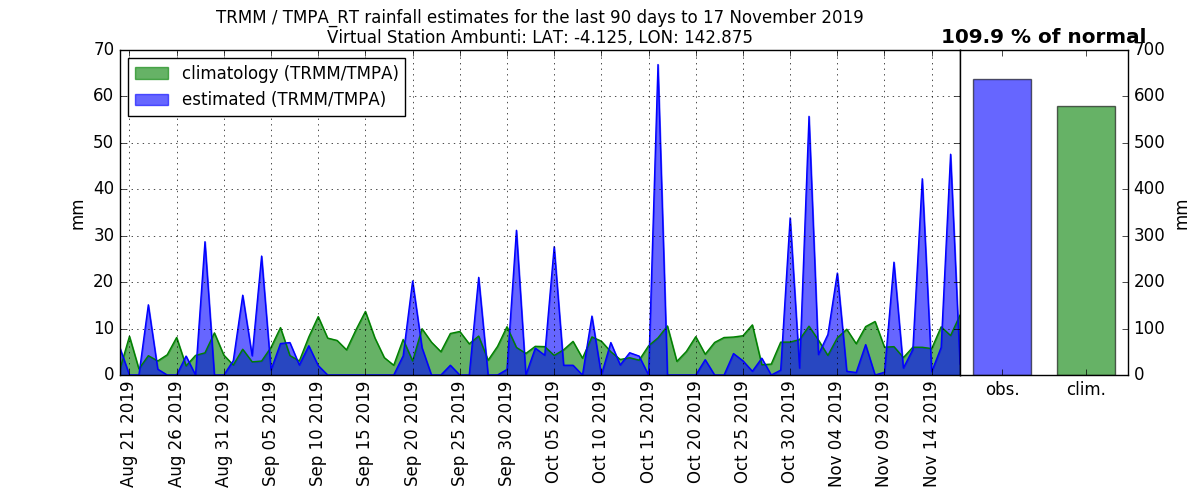 TRMM / TMPA_RT rainfall estimates for the last 90 days to 17 November 2019
Virtual Station Ambunti: LAT: -4.125, LON: 142.875
109.9 % of normal
climatology (TRMM/TMPA)
estimated (TRMM/TMPA)
70
60
50
40
30
20
10
0
mm
700
600
500
400
300
200
100
0
mm
Aug 21 2019
Aug 26 2019
Aug 31 2019
Sep 05 2019
Sep 10 2019
Sep 15 2019
Sep 20 2019
Sep 25 2019
Sep 30 2019
Oct 05 2019
Oct 10 2019
Oct 15 2019
Oct 20 2019
Oct 25 2019
Oct 30 2019
Nov 04 2019
Nov 09 2019
Nov 14 2019
obs.
clim.